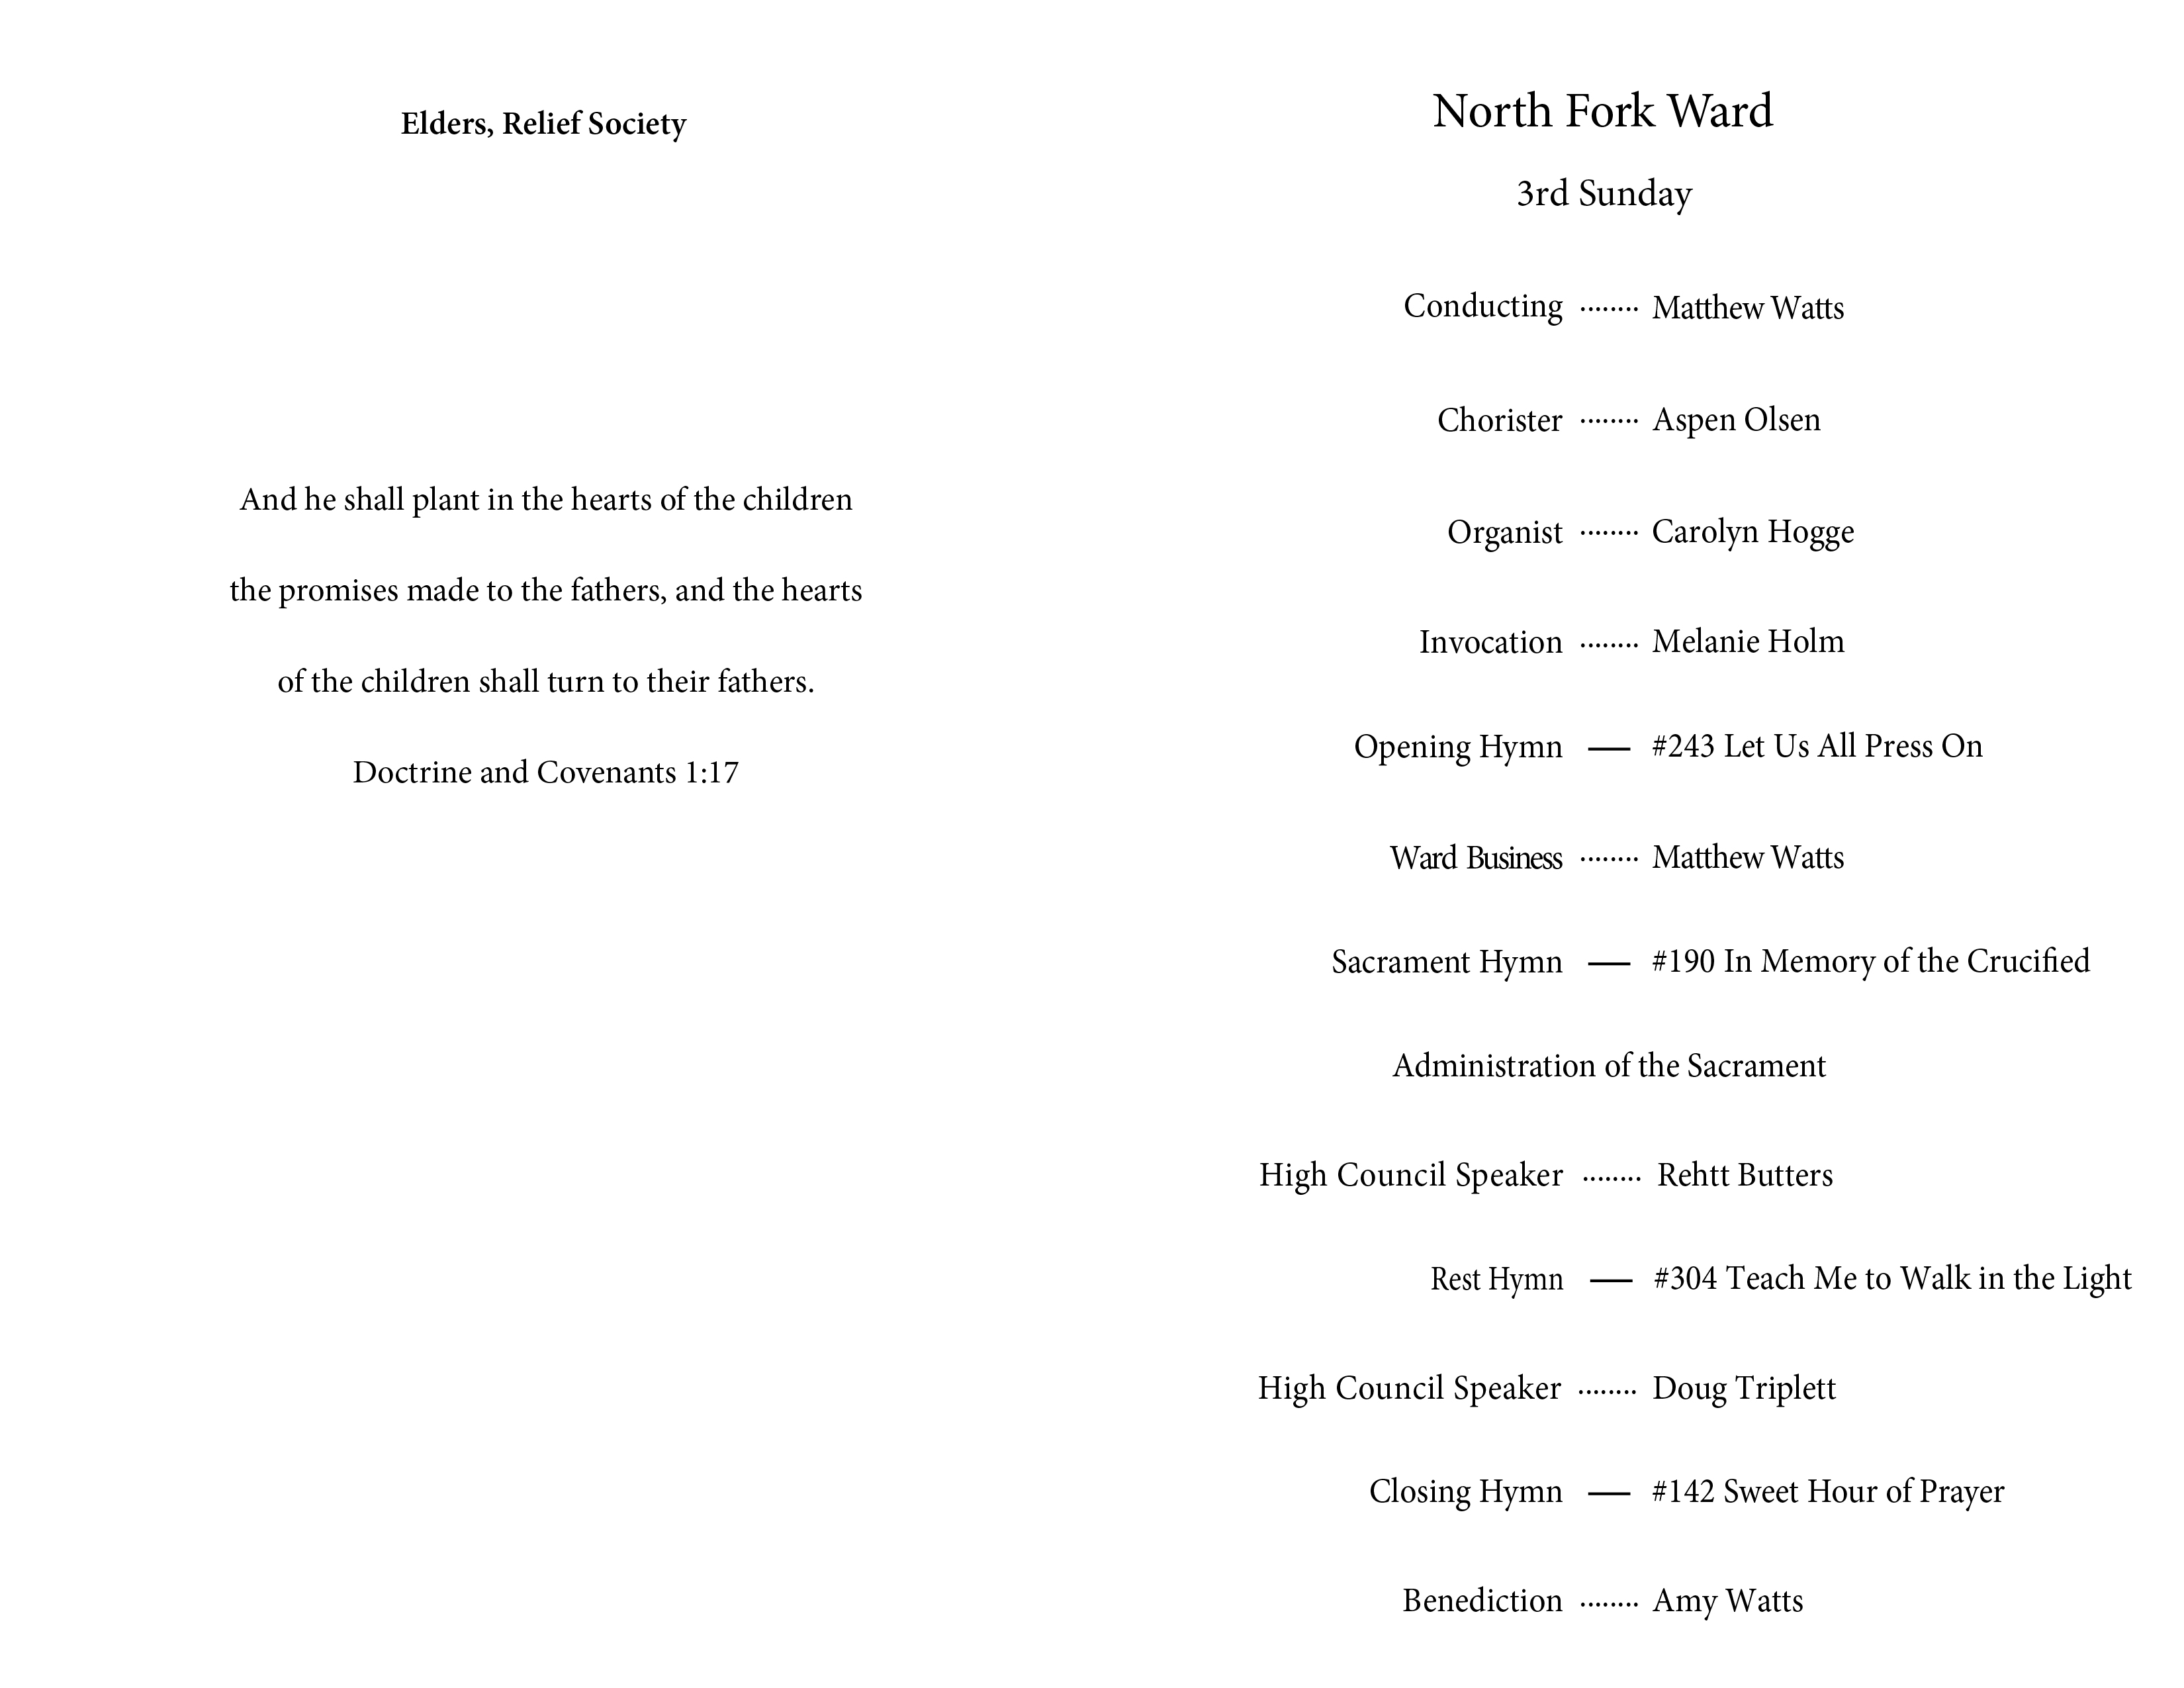 Elders, Relief Society
And he shall plant in the hearts of the children
the promises made to the fathers, and the hearts
of the children shall turn to their fathers.
Doctrine and Covenants 1:17
North Fork Ward
3rd Sunday
Conducting ········ Matthew Watts
Chorister ········ Aspen Olsen
Organist ········ Carolyn Hogge
Invocation ········ Melanie Holm
Opening Hymn — #243 Let Us All Press On
Ward Business ········ Matthew Watts
Sacrament Hymn — #190 In Memory of the Crucified
Administration of the Sacrament
High Council Speaker ········ Rehtt Butters
Rest Hymn — #304 Teach Me to Walk in the Light
High Council Speaker ········ Doug Triplett
Closing Hymn — #142 Sweet Hour of Prayer
Benediction ········ Amy Watts